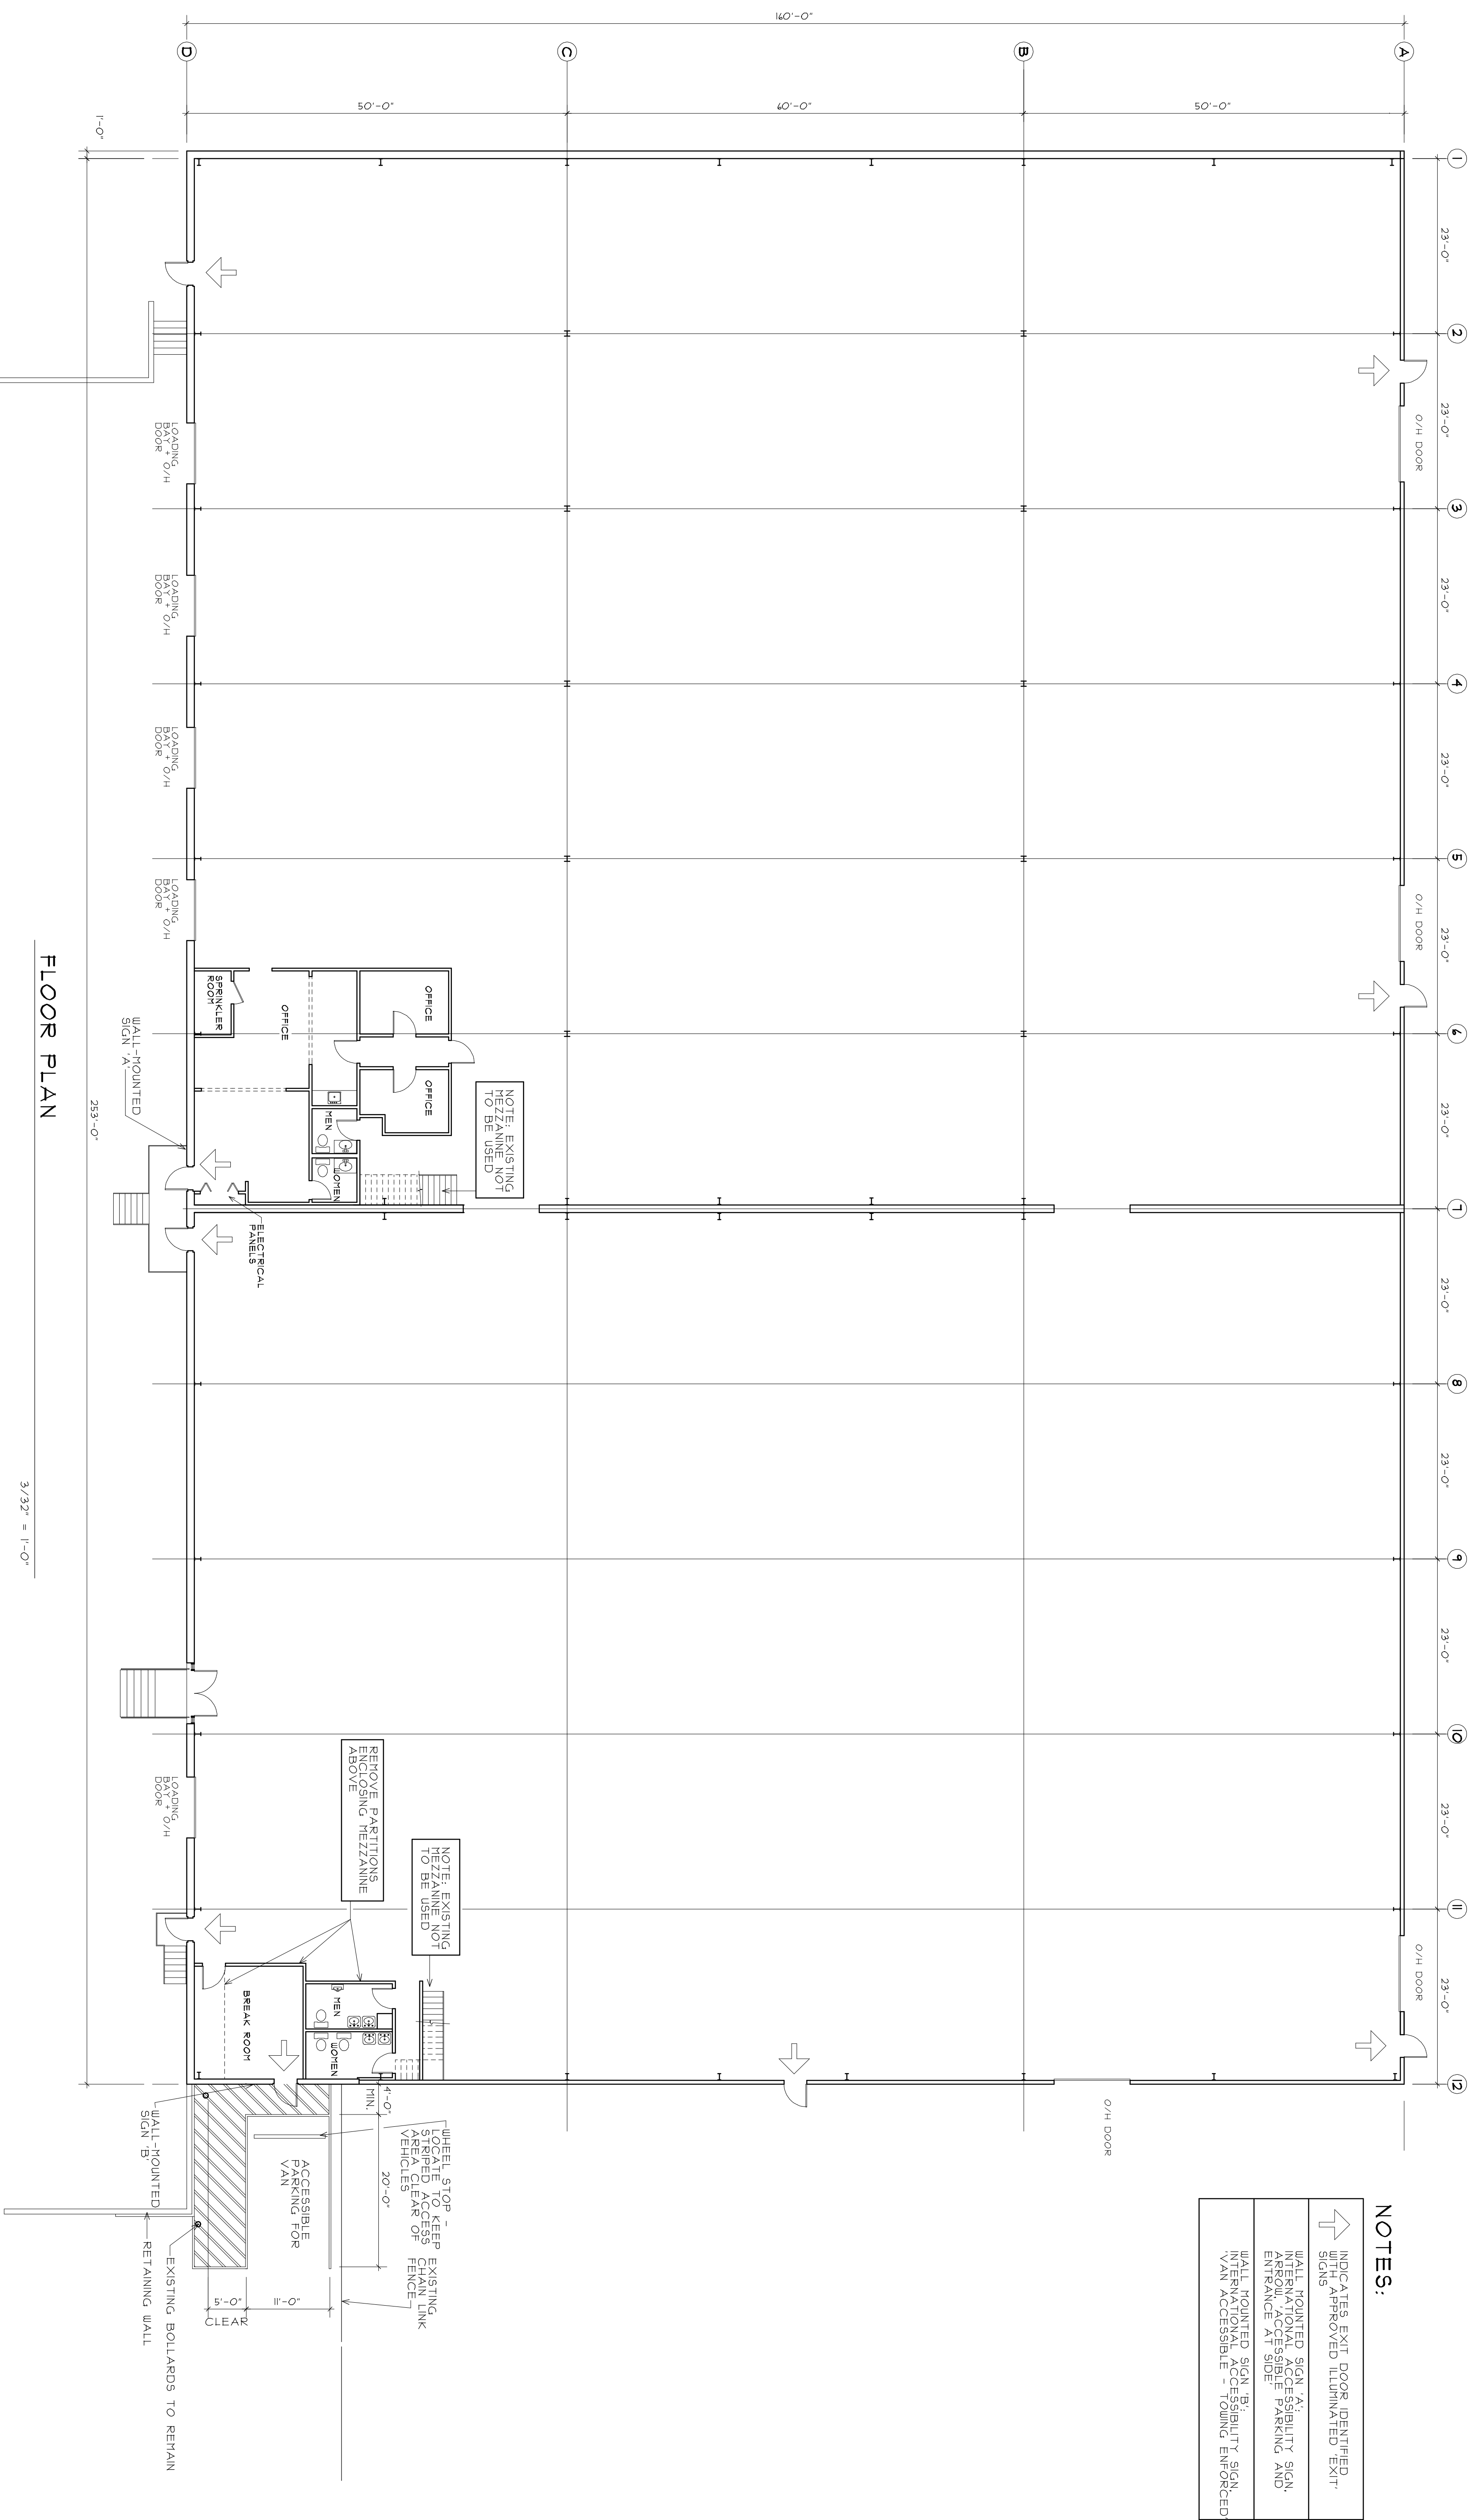 1
2
3
4
5
6
7
8
9
10
11
12
23'-0"
23'-0"
23'-0"
23'-0"
23'-0"
23'-0"
23'-0"
23'-0"
23'-0"
23'-0"
23'-0"
A
B
C
D
50'-0"
60'-0"
50'-0"
160'-0"
O/H DOOR
O/H DOOR
O/H DOOR
O/H DOOR
NOTES:
INDICATES EXIT DOOR IDENTIFIED
WITH APPROVED ILLUMINATED 'EXIT'
SIGNS
WALL MOUNTED SIGN 'A':
INTERNATIONAL ACCESSIBILITY SIGN,
ARROW, 'ACCESSIBLE PARKING AND
ENTRANCE AT SIDE'
WALL MOUNTED SIGN 'B':
INTERNATIONAL ACCESSIBILITY SIGN,
'VAN ACCESSIBLE - TOWING ENFORCED'
NOTE: EXISTING
MEZZANINE NOT
TO BE USED
OFFICE
OFFICE
OFFICE
MEN
WOMEN
SPRINKLER
ROOM
ELECTRICAL
PANELS
NOTE: EXISTING
MEZZANINE NOT
TO BE USED
REMOVE PARTITIONS
ENCLOSING MEZZANINE
ABOVE
MEN
WOMEN
BREAK ROOM
4'-0"
MIN.
20'-0"
WHEEL STOP -
LOCATE TO KEEP
STRIPED ACCESS
AREA CLEAR OF
VEHICLES
EXISTING
CHAIN LINK
FENCE
ACCESSIBLE
PARKING FOR
VAN
11'-0"
5'-0"
CLEAR
WALL-MOUNTED
SIGN 'B'
EXISTING BOLLARDS TO REMAIN
RETAINING WALL
LOADING
BAY + O/H
DOOR
LOADING
BAY + O/H
DOOR
LOADING
BAY + O/H
DOOR
LOADING
BAY + O/H
DOOR
LOADING
BAY + O/H
DOOR
WALL-MOUNTED
SIGN 'A'
1'-0"
253'-0"
FLOOR PLAN
3/32" = 1'-0"